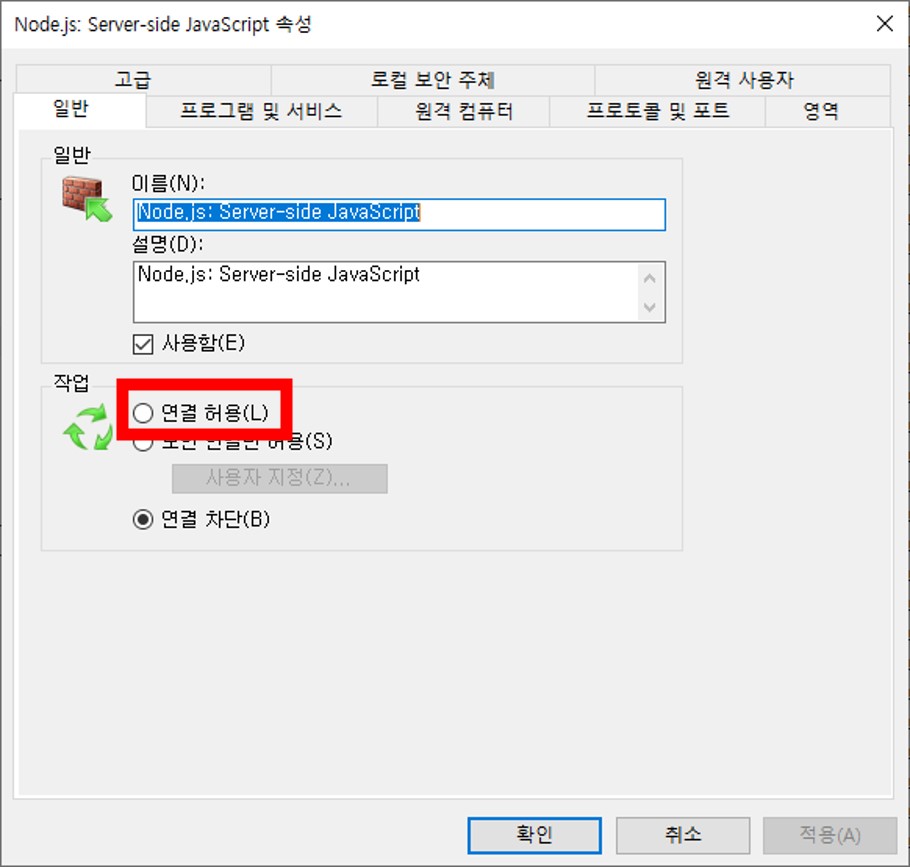 Node.js: Server-side JavaScript 속성
고급 로컬 보안 주체 원격 사용자
일반 프로그램 및 서비스 원격 컴퓨터 프로토콜 및 포트 영역
일반
이름(N):
Node.js: Server-side JavaScript
설명(D):
Node.js: Server-side JavaScript
사용함(E)
작업
연결 허용(L)
보안 연결만 허용(S)
사용자 지정(Z)...
연결 차단(B)
확인 취소 적용(A)